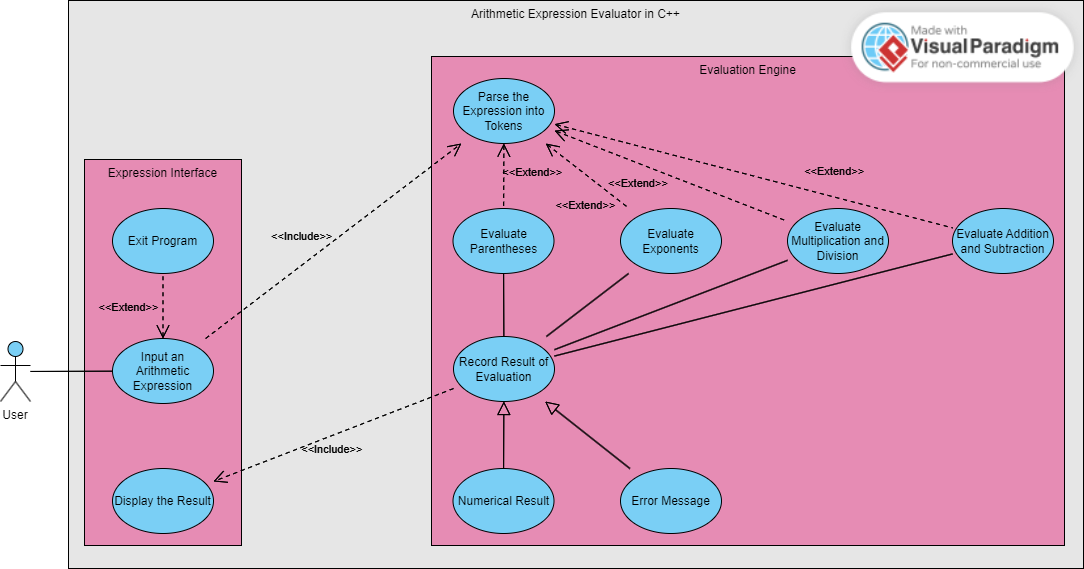 Arithmetic Expression Evaluator in C++
Made with
Visual Paradigm
For non-commercial use
Evaluation Engine
Parse the
Expression into
Tokens
<<Extend>>
<<Extend>>
<<Extend>>
<<Extend>>
Expression Interface
Exit Program
<<Include>>
Evaluate
Parentheses
Evaluate
Exponents
Evaluate
Multiplication and
Division
Evaluate Addition
and Subtraction
<<Extend>>
Input an
Arithmetic
Expression
User
Record Result of
Evaluation
<<Include>>
Display the Result
Numerical Result
Error Message